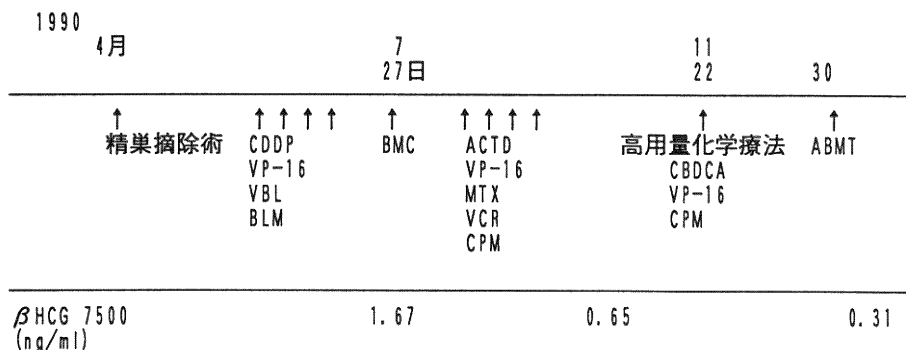 1990
4月 7 11
27日 22 30
↑ ↑ ↑ ↑ ↑ ↑ ↑ ↑ ↑ ↑ ↑ ↑
精巣摘除術 CDDP BMC ACTD 高用量化学療法 ABMT
VP-16 VP-16 CBDCA
VBL MTX VP-16
BLM VCR CPM
CPM
βHCG 7500 1.67 0.65 0.31
(ng/ml)